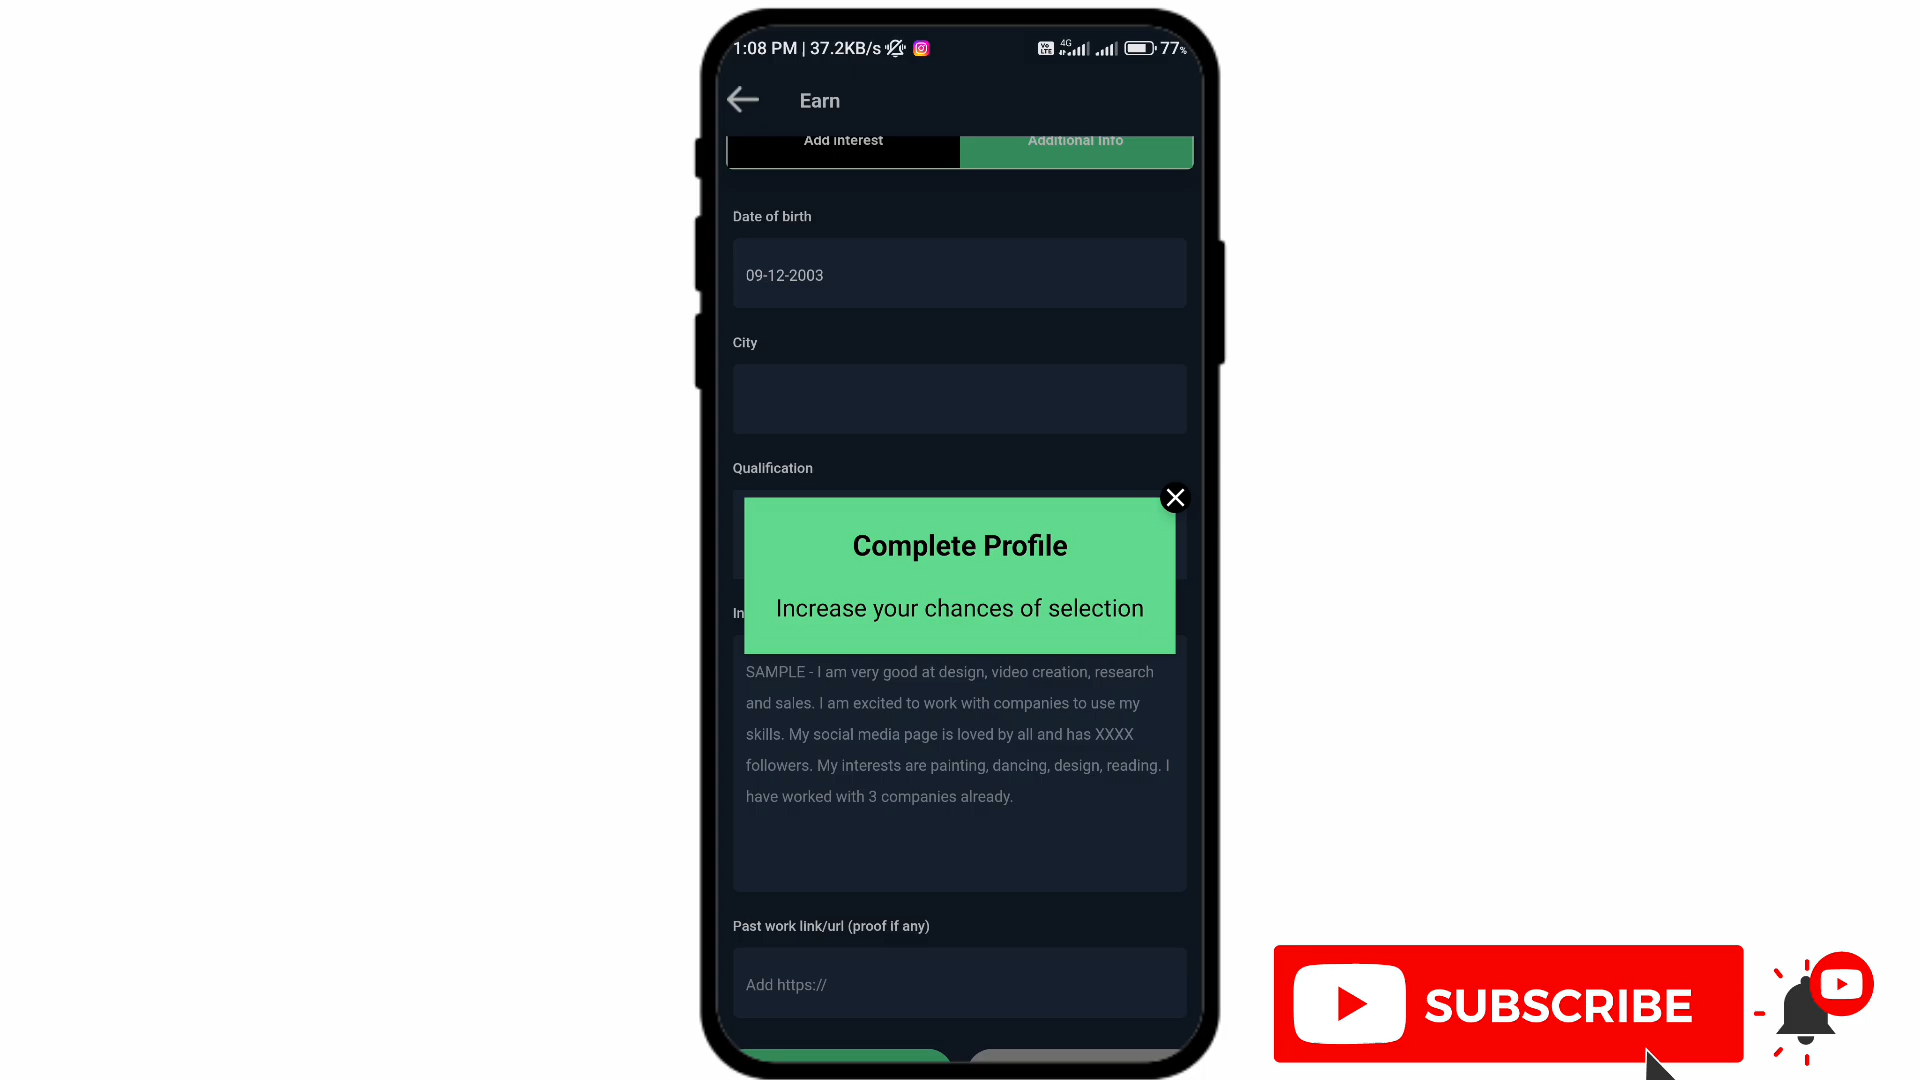 1:08 PM | 37.2KB/s 4G 77%
Earn
Add interest Additional Info
Date of birth
09-12-2003
City
Qualification
Complete Profile
Increase your chances of selection
In
SAMPLE - I am very good at design, video creation, research
and sales. I am excited to work with companies to use my
skills. My social media page is loved by all and has XXXX
followers. My interests are painting, dancing, design, reading. I
have worked with 3 companies already.
Past work link/url (proof if any)
Add https://
SUBSCRIBE